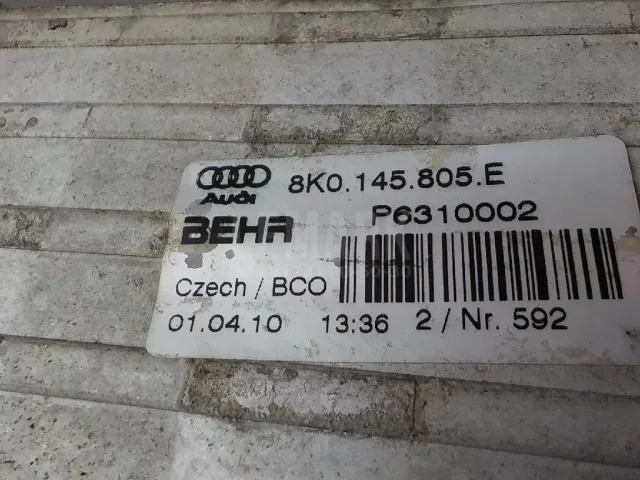 8K0.145.805.E
Audi
BEHR
P6310002
Czech / BCO
01.04.10 13:36 2 / Nr. 592